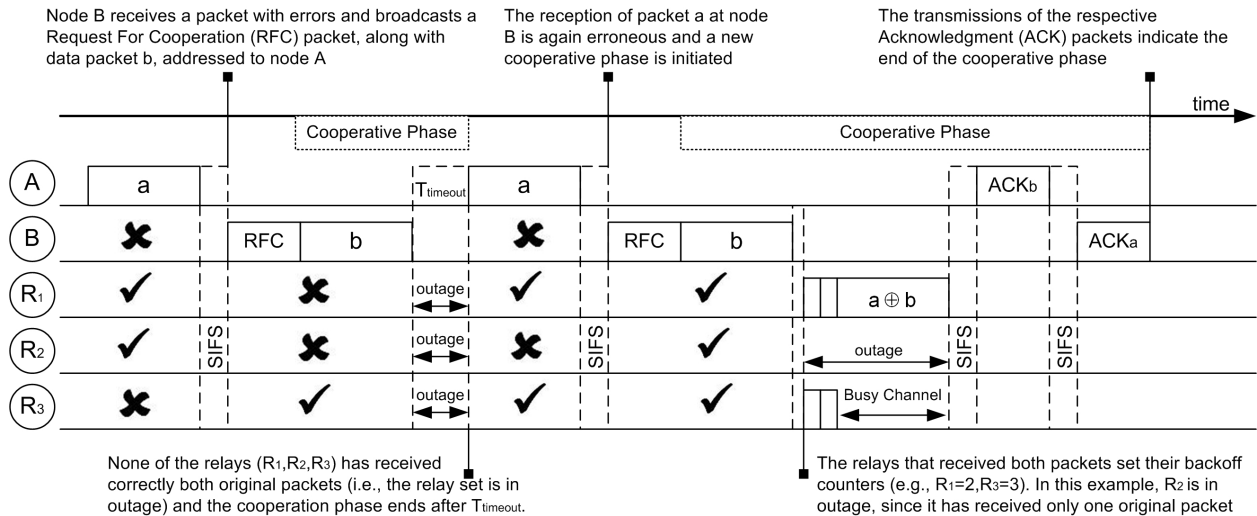 Node B receives a packet with errors and broadcasts a
Request For Cooperation (RFC) packet, along with
data packet b, addressed to node A
The reception of packet a at node
B is again erroneous and a new
cooperative phase is initiated
The transmissions of the respective
Acknowledgment (ACK) packets indicate the
end of the cooperative phase
time
Cooperative Phase
Cooperative Phase
A
a
Ttimeout
a
ACKb
B
RFC
b
RFC
b
ACKa
R1
outage
a ⊕ b
R2
SIFS
outage
SIFS
outage
SIFS
SIFS
R3
outage
Busy Channel
None of the relays (R1,R2,R3) has received
correctly both original packets (i.e., the relay set is in
outage) and the cooperation phase ends after Ttimeout.
The relays that received both packets set their backoff
counters (e.g., R1=2,R3=3). In this example, R2 is in
outage, since it has received only one original packet